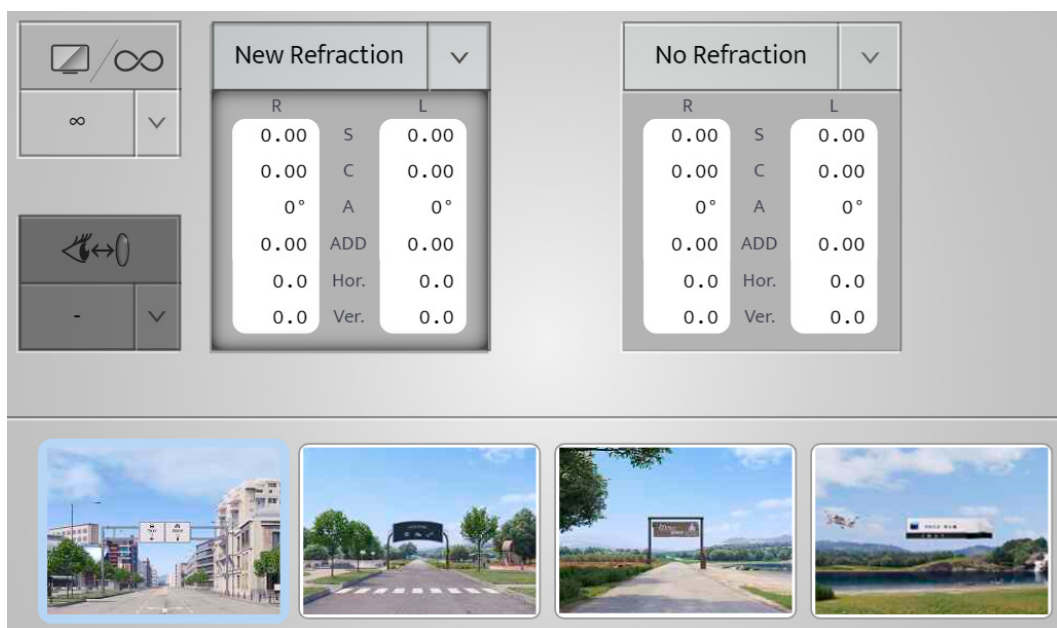 ∞
∞
-
New Refraction
R L
0.00 S 0.00
0.00 C 0.00
0° A 0°
0.00 ADD 0.00
0.0 Hor. 0.0
0.0 Ver. 0.0
No Refraction
R L
0.00 S 0.00
0.00 C 0.00
0° A 0°
0.00 ADD 0.00
0.0 Hor. 0.0
0.0 Ver. 0.0